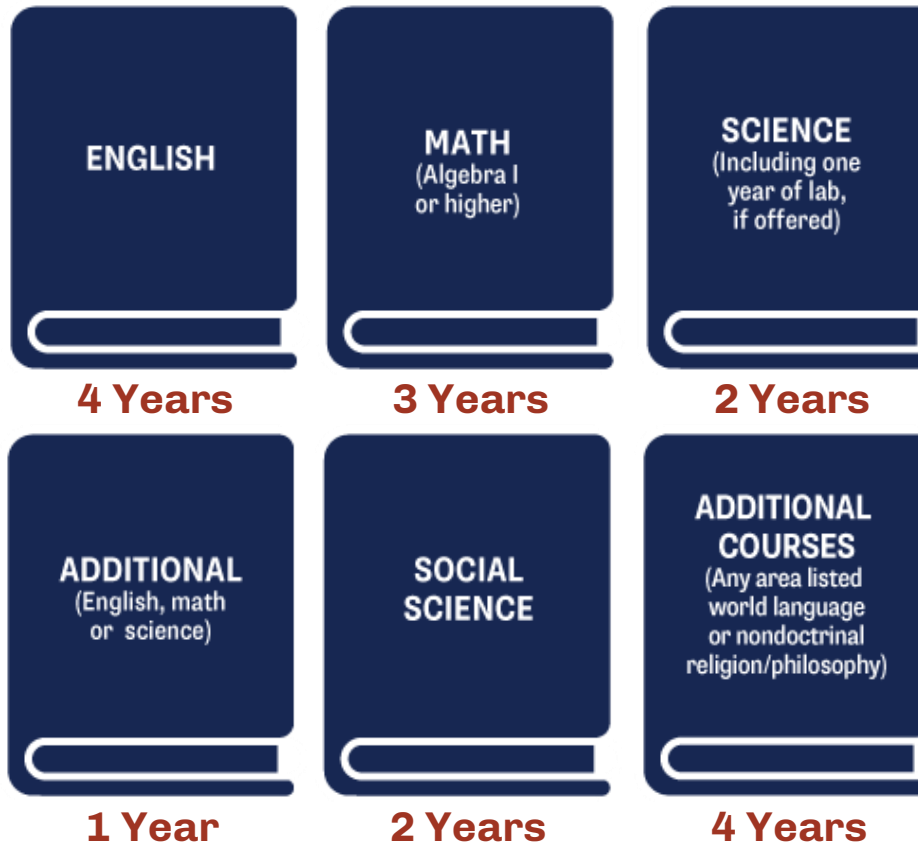 ENGLISH
4 Years
MATH
(Algebra I
or higher)
3 Years
SCIENCE
(Including one
year of lab,
if offered)
2 Years
ADDITIONAL
(English, math
or science)
1 Year
SOCIAL
SCIENCE
2 Years
ADDITIONAL
COURSES
(Any area listed
world language
or nondoctrinal
religion/philosophy)
4 Years